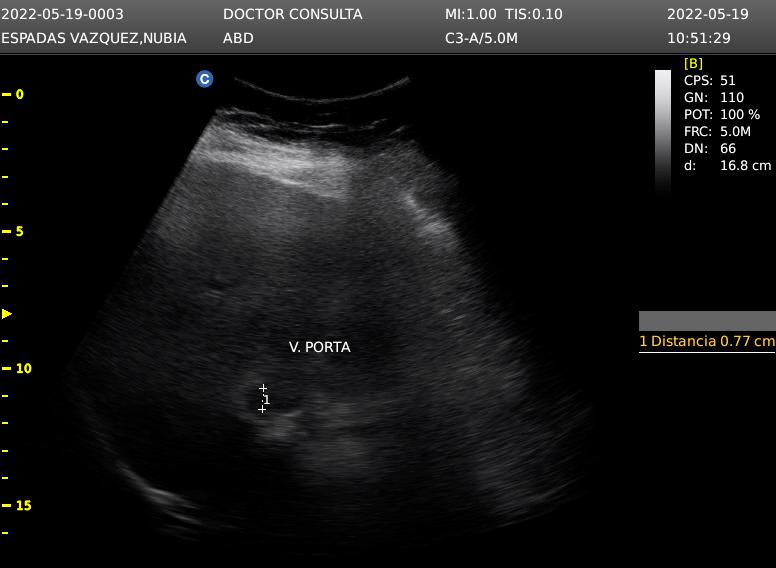 2022-05-19-0003 DOCTOR CONSULTA MI:1.00 TIS:0.10 2022-05-19
ESPADAS VAZQUEZ,NUBIA ABD C3-A/5.0M 10:51:29
[B]
CPS: 51
GN: 110
POT: 100 %
FRC: 5.0M
DN: 66
d: 16.8 cm
C
0
5
10
15
V. PORTA
1
1 Distancia 0.77 cm